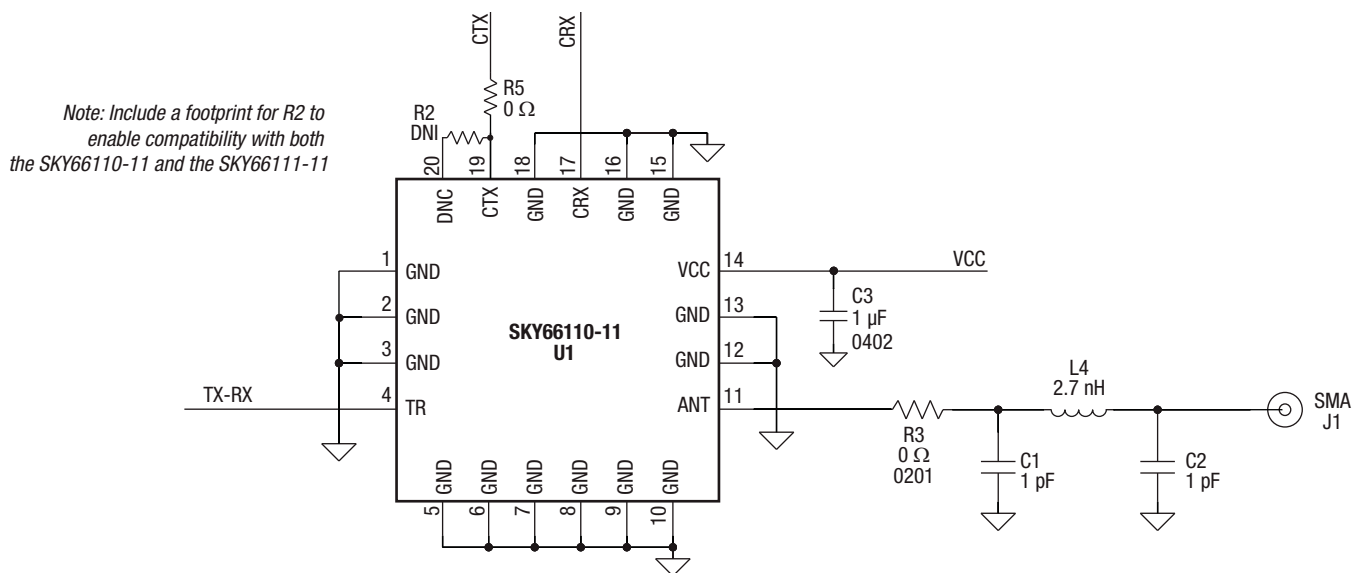 CTX
CRX
R5
0 Ω
Note: Include a footprint for R2 to
enable compatibility with both
the SKY66110-11 and the SKY66111-11
R2
DNI
20
19
18
17
16
15
DNC
CTX
GND
CRX
GND
GND
1
GND
2
GND
3
GND
TX-RX
4
TR
SKY66110-11
U1
VCC
14
VCC
GND
13
GND
12
ANT
11
C3
1 µF
0402
R3
0 Ω
0201
L4
2.7 nH
C1
1 pF
C2
1 pF
SMA
J1
GND
GND
GND
GND
GND
GND
5
6
7
8
9
10